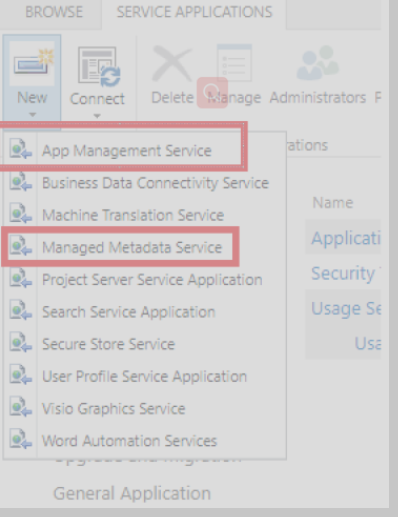 BROWSE SERVICE APPLICATIONS
New Connect Delete Manage Administrators P
App Management Service
ations
Business Data Connectivity Service
Machine Translation Service
Name
Managed Metadata Service
Applicati
Project Server Service Application
Security
Search Service Application
Usage Se
Secure Store Service
Usa
User Profile Service Application
Visio Graphics Service
Word Automation Services
Upgrade and Migration
General Application